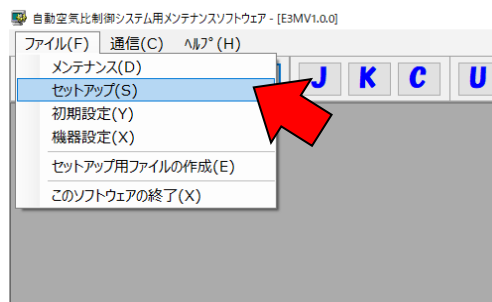 自動空気比制御システム用メンテナンスソフトウェア - [E3MV1.0.0]
ファイル(F) 通信(C) ﾍﾙﾌﾟ(H)
J K C U
メンテナンス(D)
セットアップ(S)
初期設定(Y)
機器設定(X)
セットアップ用ファイルの作成(E)
このソフトウェアの終了(X)